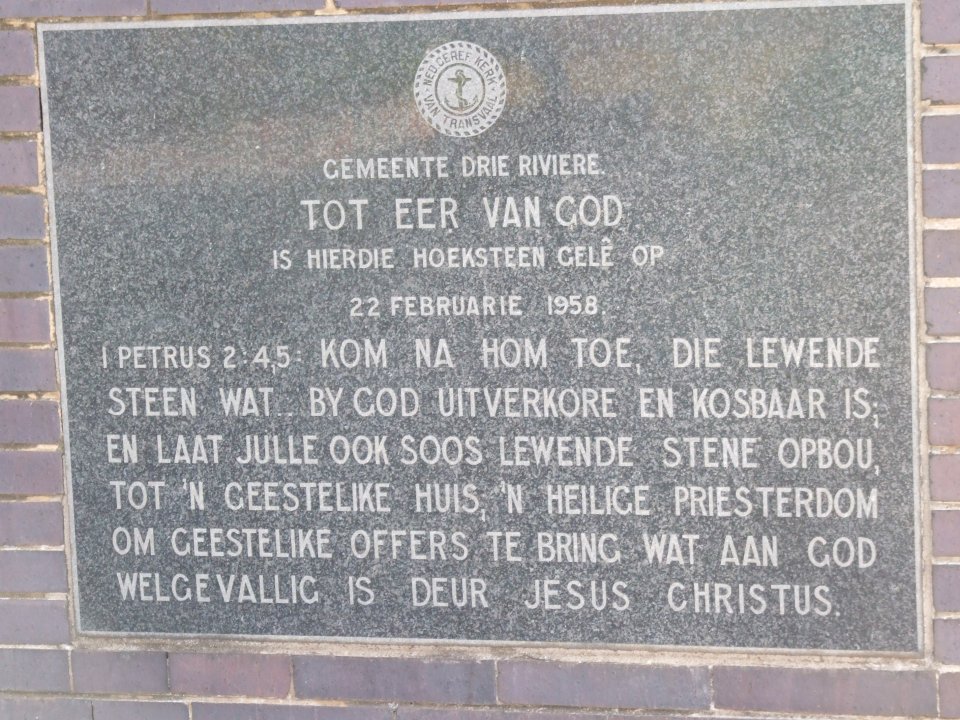 NED. GEREF. KERK
VAN TRANSVAAL
GEMEENTE DRIE RIVIERE.
TOT EER VAN GOD
IS HIERDIE HOEKSTEEN GELÊ OP
22 FEBRUARIE 1958.
I PETRUS 2:4,5: KOM NA HOM TOE, DIE LEWENDE
STEEN WAT.. BY GOD UITVERKORE EN KOSBAAR IS;
EN LAAT JULLE OOK SOOS LEWENDE STENE OPBOU,
TOT 'N GEESTELIKE HUIS, 'N HEILIGE PRIESTERDOM
OM GEESTELIKE OFFERS TE BRING WAT AAN GOD
WELGEVALLIG IS DEUR JESUS CHRISTUS.